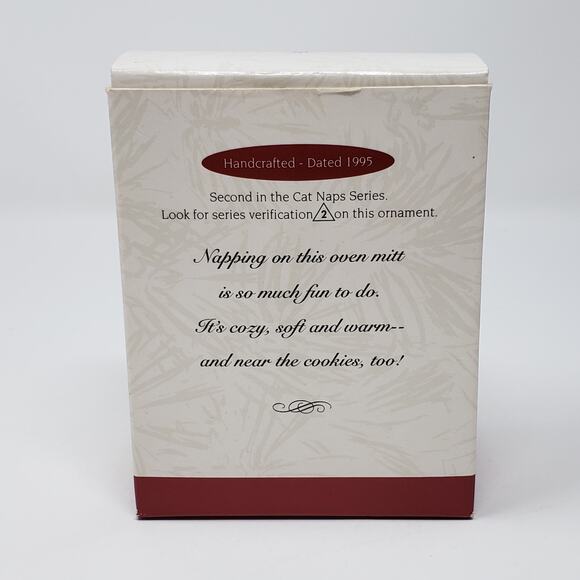 Handcrafted - Dated 1995
Second in the Cat Naps Series.
Look for series verification 2 on this ornament.
Napping on this oven mitt
is so much fun to do.
It's cozy, soft and warm--
and near the cookies, too!